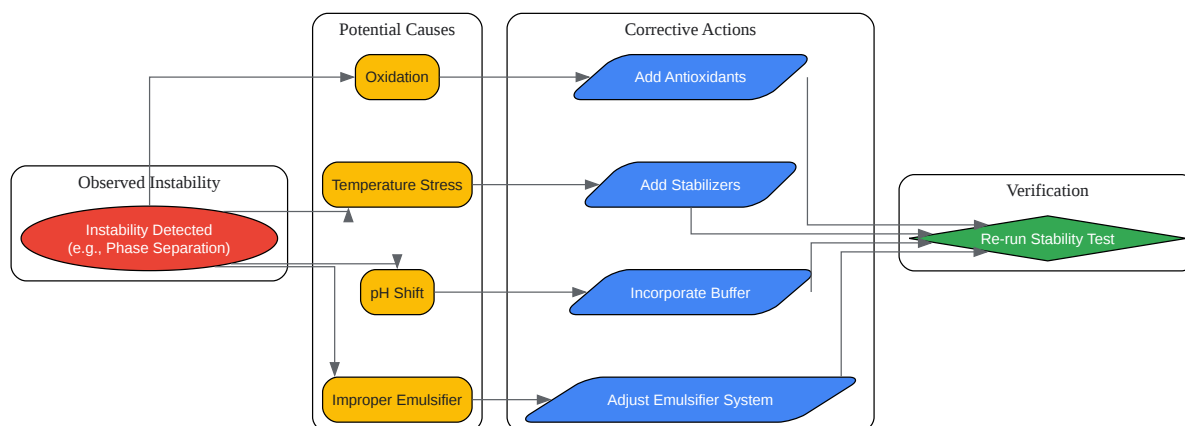 Potential Causes
Corrective Actions
Oxidation
Add Antioxidants
Observed Instability
Instability Detected
(e.g., Phase Separation)
Temperature Stress
Add Stabilizers
Verification
Re-run Stability Test
pH Shift
Incorporate Buffer
Improper Emulsifier
Adjust Emulsifier System